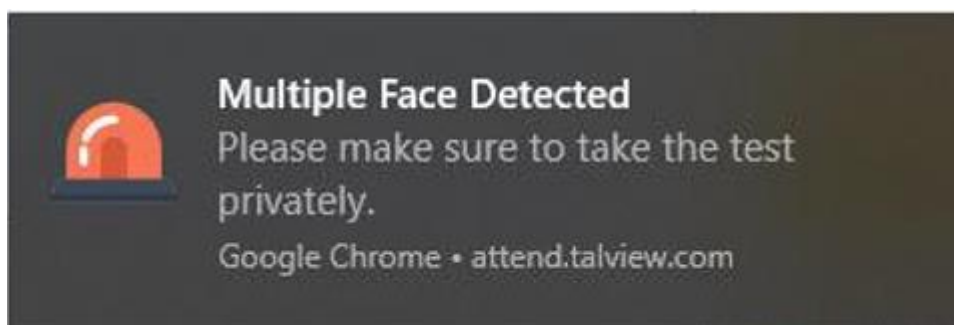 Multiple Face Detected
Please make sure to take the test
privately.
Google Chrome • attend.talview.com